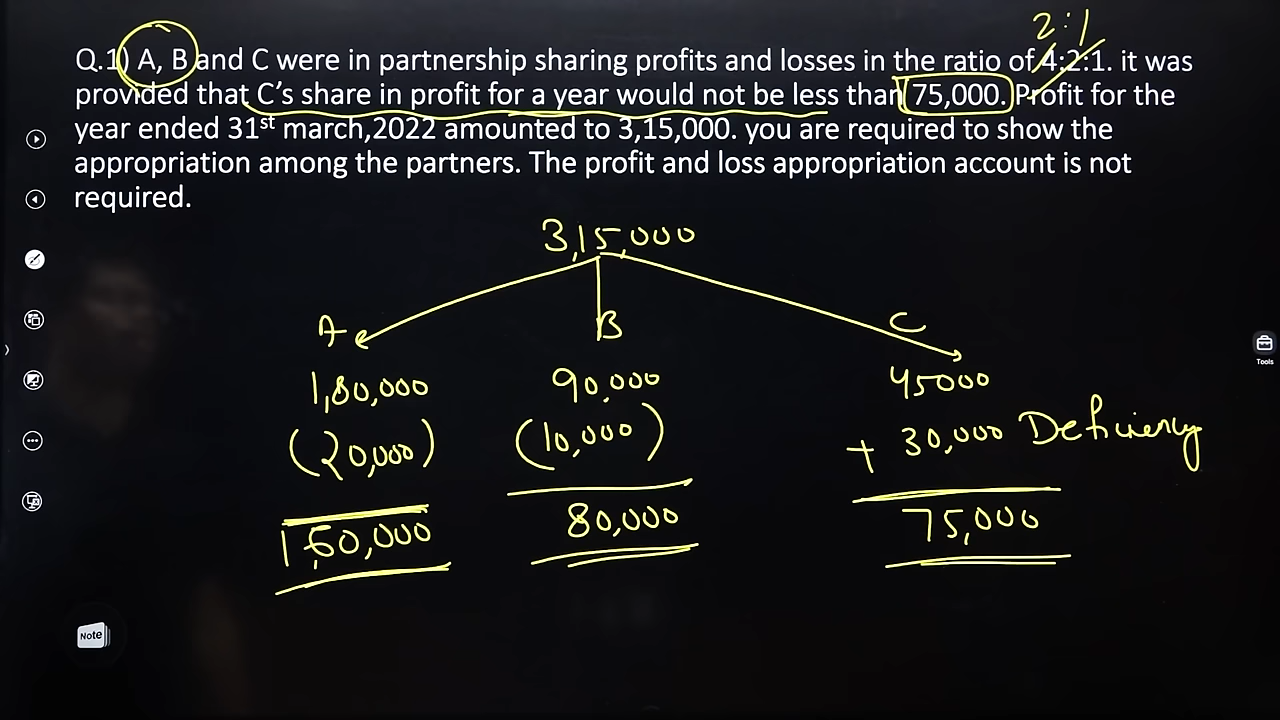 2:1
Q.1) A, B and C were in partnership sharing profits and losses in the ratio of 4:2:1. it was
provided that C's share in profit for a year would not be less than 75,000. Profit for the
year ended 31st march,2022 amounted to 3,15,000. you are required to show the
appropriation among the partners. The profit and loss appropriation account is not
required.
3,15,000
A B C
1,80,000 90,000 45000
(20,000) (10,000) + 30,000 Deficiency
1,60,000 80,000 75,000
Tools
Note